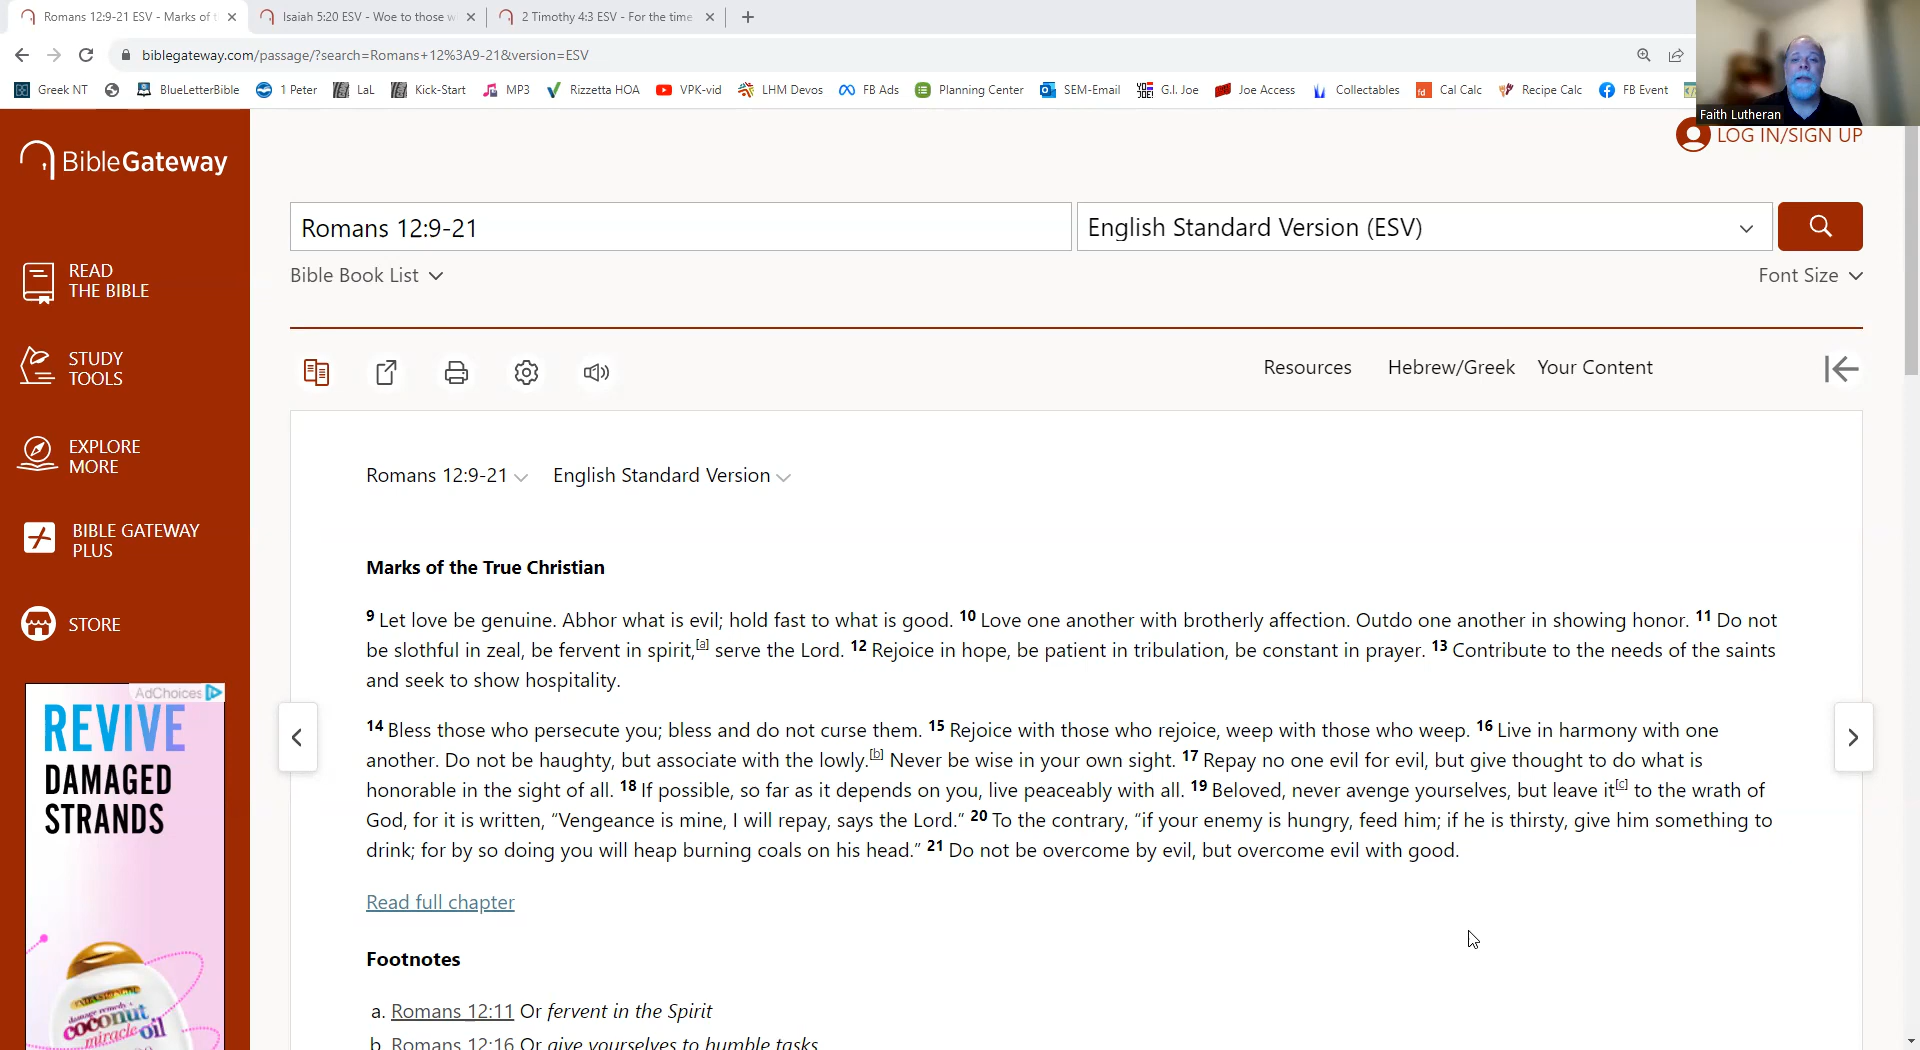 Romans 12:9-21 ESV - Marks of t
Isaiah 5:20 ESV - Woe to those w
2 Timothy 4:3 ESV - For the time
biblegateway.com/passage/?search=Romans+12%3A9-21&version=ESV
Greek NT BlueLetterBible 1 Peter LaL Kick-Start MP3 Rizzetta HOA VPK-vid LHM Devos FB Ads Planning Center SEM-Email G.I. Joe Joe Access Collectables Cal Calc Recipe Calc FB Event
Faith Lutheran
LOG IN/SIGN UP
BibleGateway
Romans 12:9-21
English Standard Version (ESV)
Bible Book List
Font Size
READ
THE BIBLE
STUDY
TOOLS
EXPLORE
MORE
BIBLE GATEWAY
PLUS
STORE
Resources Hebrew/Greek Your Content
Romans 12:9-21 English Standard Version
Marks of the True Christian
9 Let love be genuine. Abhor what is evil; hold fast to what is good. 10 Love one another with brotherly affection. Outdo one another in showing honor. 11 Do not
be slothful in zeal, be fervent in spirit,[a] serve the Lord. 12 Rejoice in hope, be patient in tribulation, be constant in prayer. 13 Contribute to the needs of the saints
and seek to show hospitality.
14 Bless those who persecute you; bless and do not curse them. 15 Rejoice with those who rejoice, weep with those who weep. 16 Live in harmony with one
another. Do not be haughty, but associate with the lowly.[b] Never be wise in your own sight. 17 Repay no one evil for evil, but give thought to do what is
honorable in the sight of all. 18 If possible, so far as it depends on you, live peaceably with all. 19 Beloved, never avenge yourselves, but leave it[c] to the wrath of
God, for it is written, “Vengeance is mine, I will repay, says the Lord.” 20 To the contrary, “if your enemy is hungry, feed him; if he is thirsty, give him something to
drink; for by so doing you will heap burning coals on his head.” 21 Do not be overcome by evil, but overcome evil with good.
Read full chapter
Footnotes
a. Romans 12:11 Or fervent in the Spirit
b. Romans 12:16 Or give yourselves to humble tasks
AdChoices
REVIVE
DAMAGED
STRANDS
EXTRA STRENGTH
damage remedy +
coconut
miracle oil